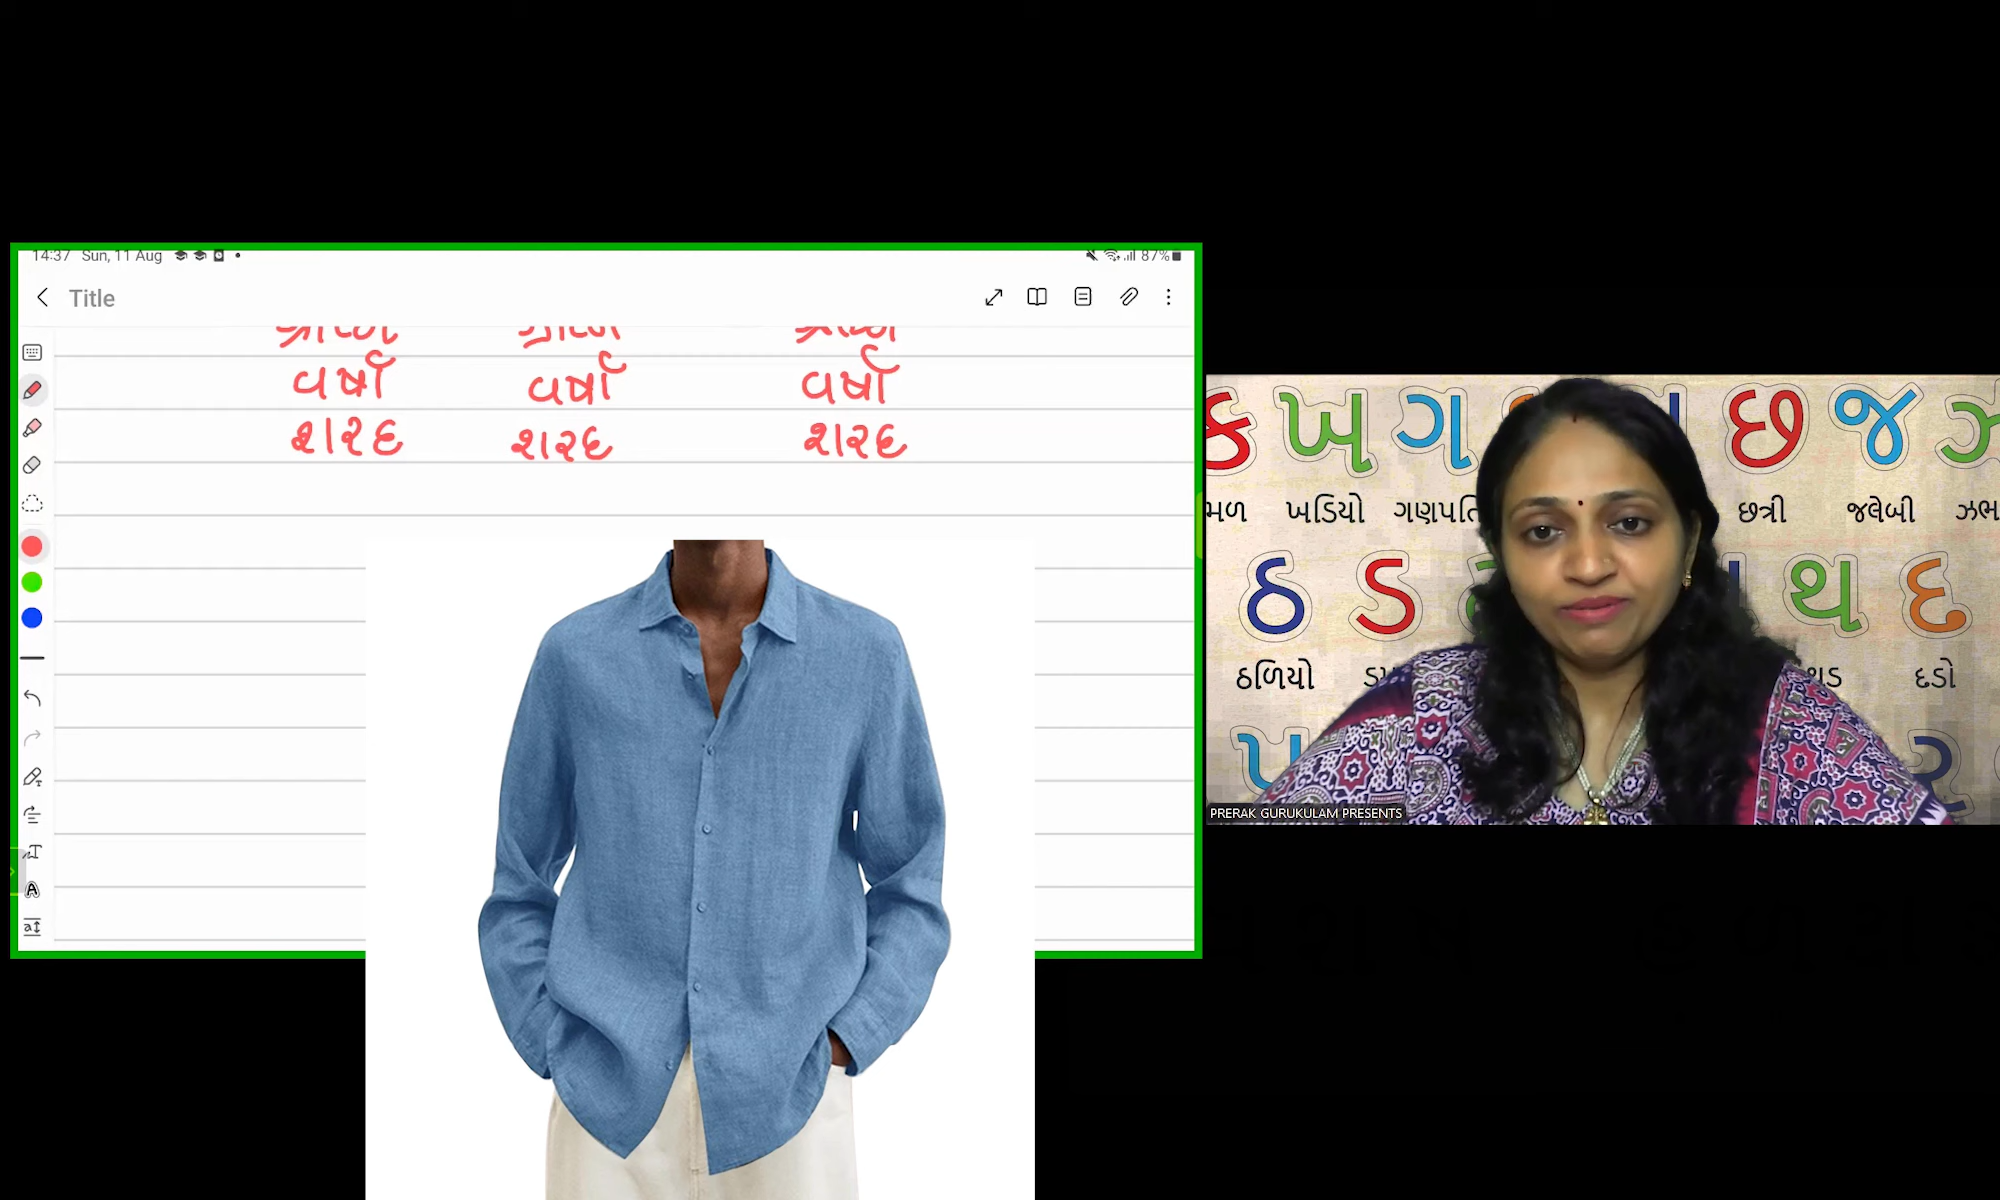 14:37 Sun, 11 Aug 87%
Title
વર્ષા વર્ષા વર્ષા
શરદ શરદ શરદ
ક ખ ગ છ જ ઝ
ખડિયો ગણપતિ છત્રી જલેબી
ઠ ડ થ દ
ઠળિયો દડો
PRERAK GURUKULAM PRESENTS